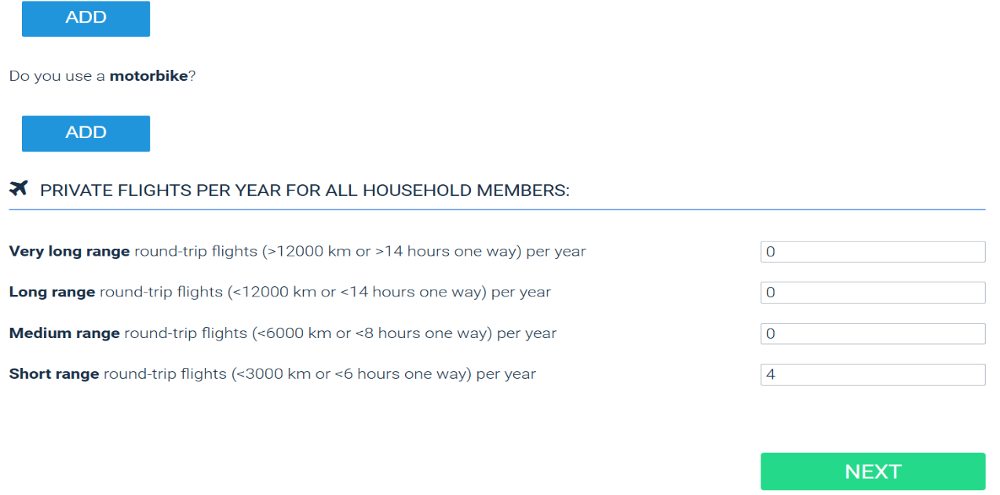 ADD
Do you use a motorbike?
ADD
PRIVATE FLIGHTS PER YEAR FOR ALL HOUSEHOLD MEMBERS:
Very long range round-trip flights (>12000 km or >14 hours one way) per year
0
Long range round-trip flights (<12000 km or <14 hours one way) per year
0
Medium range round-trip flights (<6000 km or <8 hours one way) per year
0
Short range round-trip flights (<3000 km or <6 hours one way) per year
4
NEXT